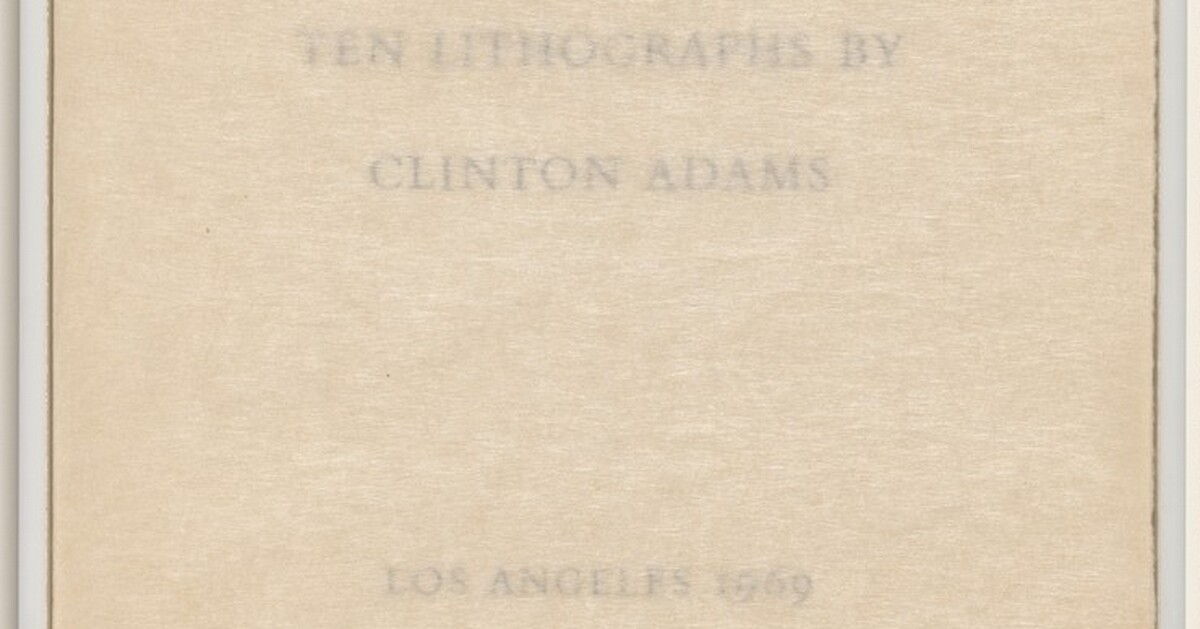 TEN LITHOGRAPHS BY
CLINTON ADAMS
LOS ANGELES 1969